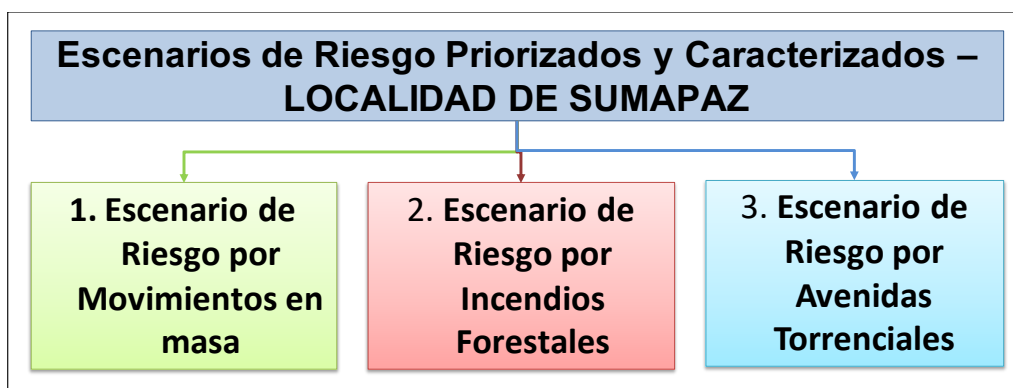 Escenarios de Riesgo Priorizados y Caracterizados –
LOCALIDAD DE SUMAPAZ
1. Escenario de
Riesgo por
Movimientos en
masa
2. Escenario de
Riesgo por
Incendios
Forestales
3. Escenario de
Riesgo por
Avenidas
Torrenciales